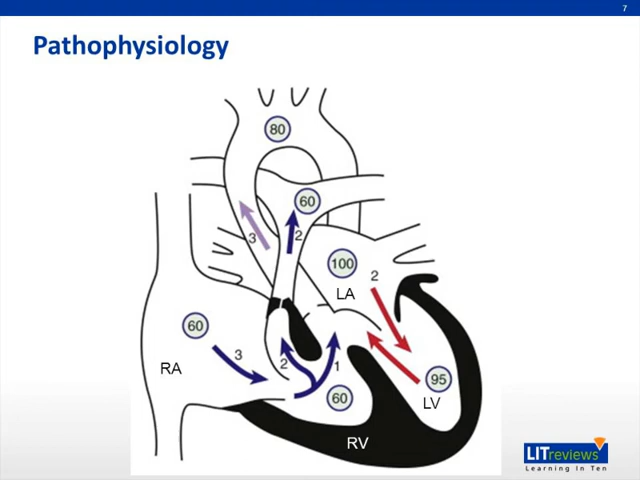 7
Pathophysiology
80
60
3
2
100
2
LA
60
3
2
1
RA
95
60
LV
RV
LITreviews
Learning In Ten